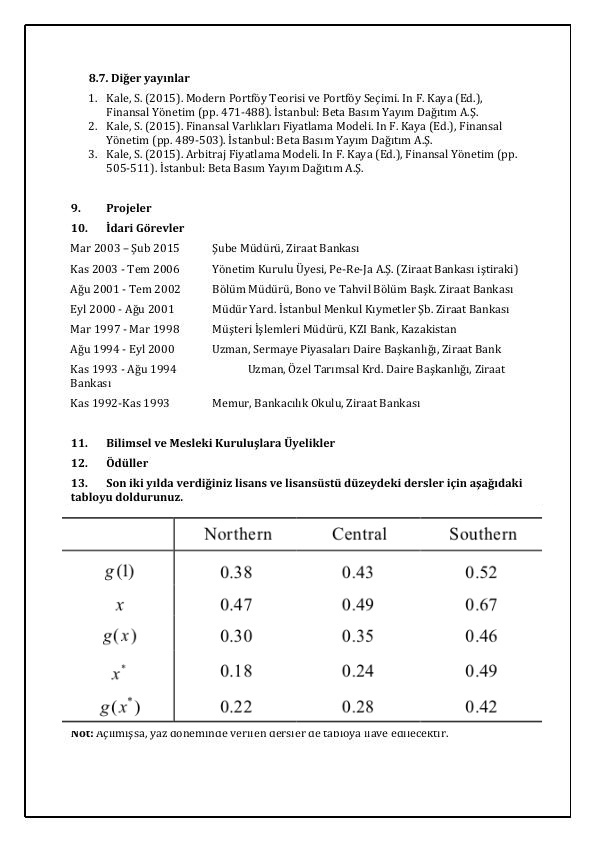 8.7. Diğer yayınlar
1. Kale, S. (2015). Modern Portföy Teorisi ve Portföy Seçimi. In F. Kaya (Ed.),
Finansal Yönetim (pp. 471-488). İstanbul: Beta Basım Yayım Dağıtım A.Ş.
2. Kale, S. (2015). Finansal Varlıkları Fiyatlama Modeli. In F. Kaya (Ed.), Finansal
Yönetim (pp. 489-503). İstanbul: Beta Basım Yayım Dağıtım A.Ş.
3. Kale, S. (2015). Arbitraj Fiyatlama Modeli. In F. Kaya (Ed.), Finansal Yönetim (pp.
505-511). İstanbul: Beta Basım Yayım Dağıtım A.Ş.
9. Projeler
10. İdari Görevler
Mar 2003 – Şub 2015 Şube Müdürü, Ziraat Bankası
Kas 2003 - Tem 2006 Yönetim Kurulu Üyesi, Pe-Re-Ja A.Ş. (Ziraat Bankası iştiraki)
Ağu 2001 - Tem 2002 Bölüm Müdürü, Bono ve Tahvil Bölüm Başk. Ziraat Bankası
Eyl 2000 - Ağu 2001 Müdür Yard. İstanbul Menkul Kıymetler Şb. Ziraat Bankası
Mar 1997 - Mar 1998 Müşteri İşlemleri Müdürü, KZI Bank, Kazakistan
Ağu 1994 - Eyl 2000 Uzman, Sermaye Piyasaları Daire Başkanlığı, Ziraat Bank
Kas 1993 - Ağu 1994 Uzman, Özel Tarımsal Krd. Daire Başkanlığı, Ziraat
Bankası
Kas 1992-Kas 1993 Memur, Bankacılık Okulu, Ziraat Bankası
11. Bilimsel ve Mesleki Kuruluşlara Üyelikler
12. Ödüller
13. Son iki yılda verdiğiniz lisans ve lisansüstü düzeydeki dersler için aşağıdaki
tabloyu doldurunuz.
Northern Central Southern
g(1) 0.38 0.43 0.52
x 0.47 0.49 0.67
g(x) 0.30 0.35 0.46
x* 0.18 0.24 0.49
g(x*) 0.22 0.28 0.42
Not: Açılmışsa, yaz döneminde verilen dersler de tabloya ilave edilecektir.